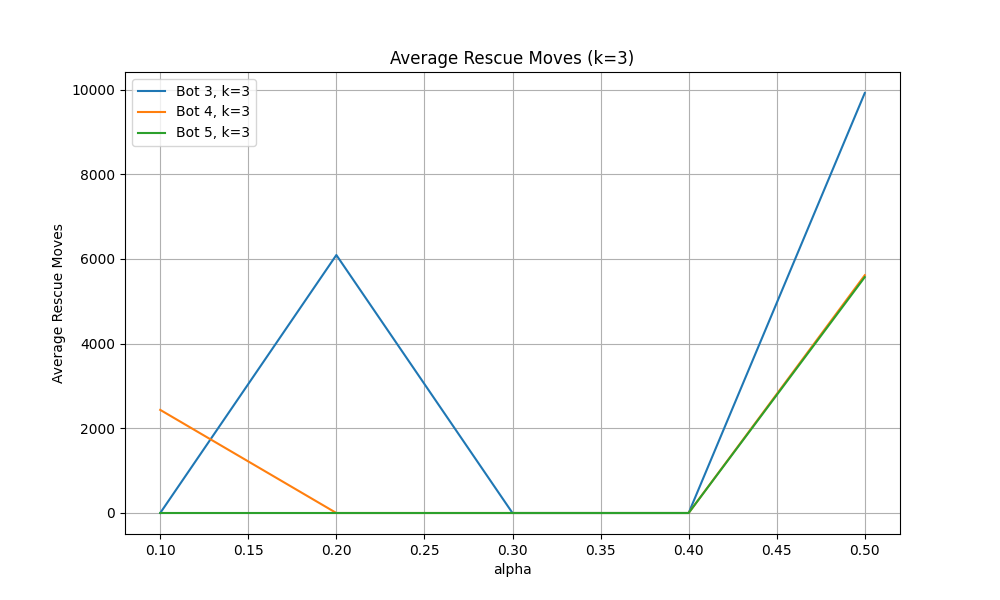 Average Rescue Moves (k=3)
Bot 3, k=3
Bot 4, k=3
Bot 5, k=3
Average Rescue Moves
10000
8000
6000
4000
2000
0
0.10 0.15 0.20 0.25 0.30 0.35 0.40 0.45 0.50
alpha